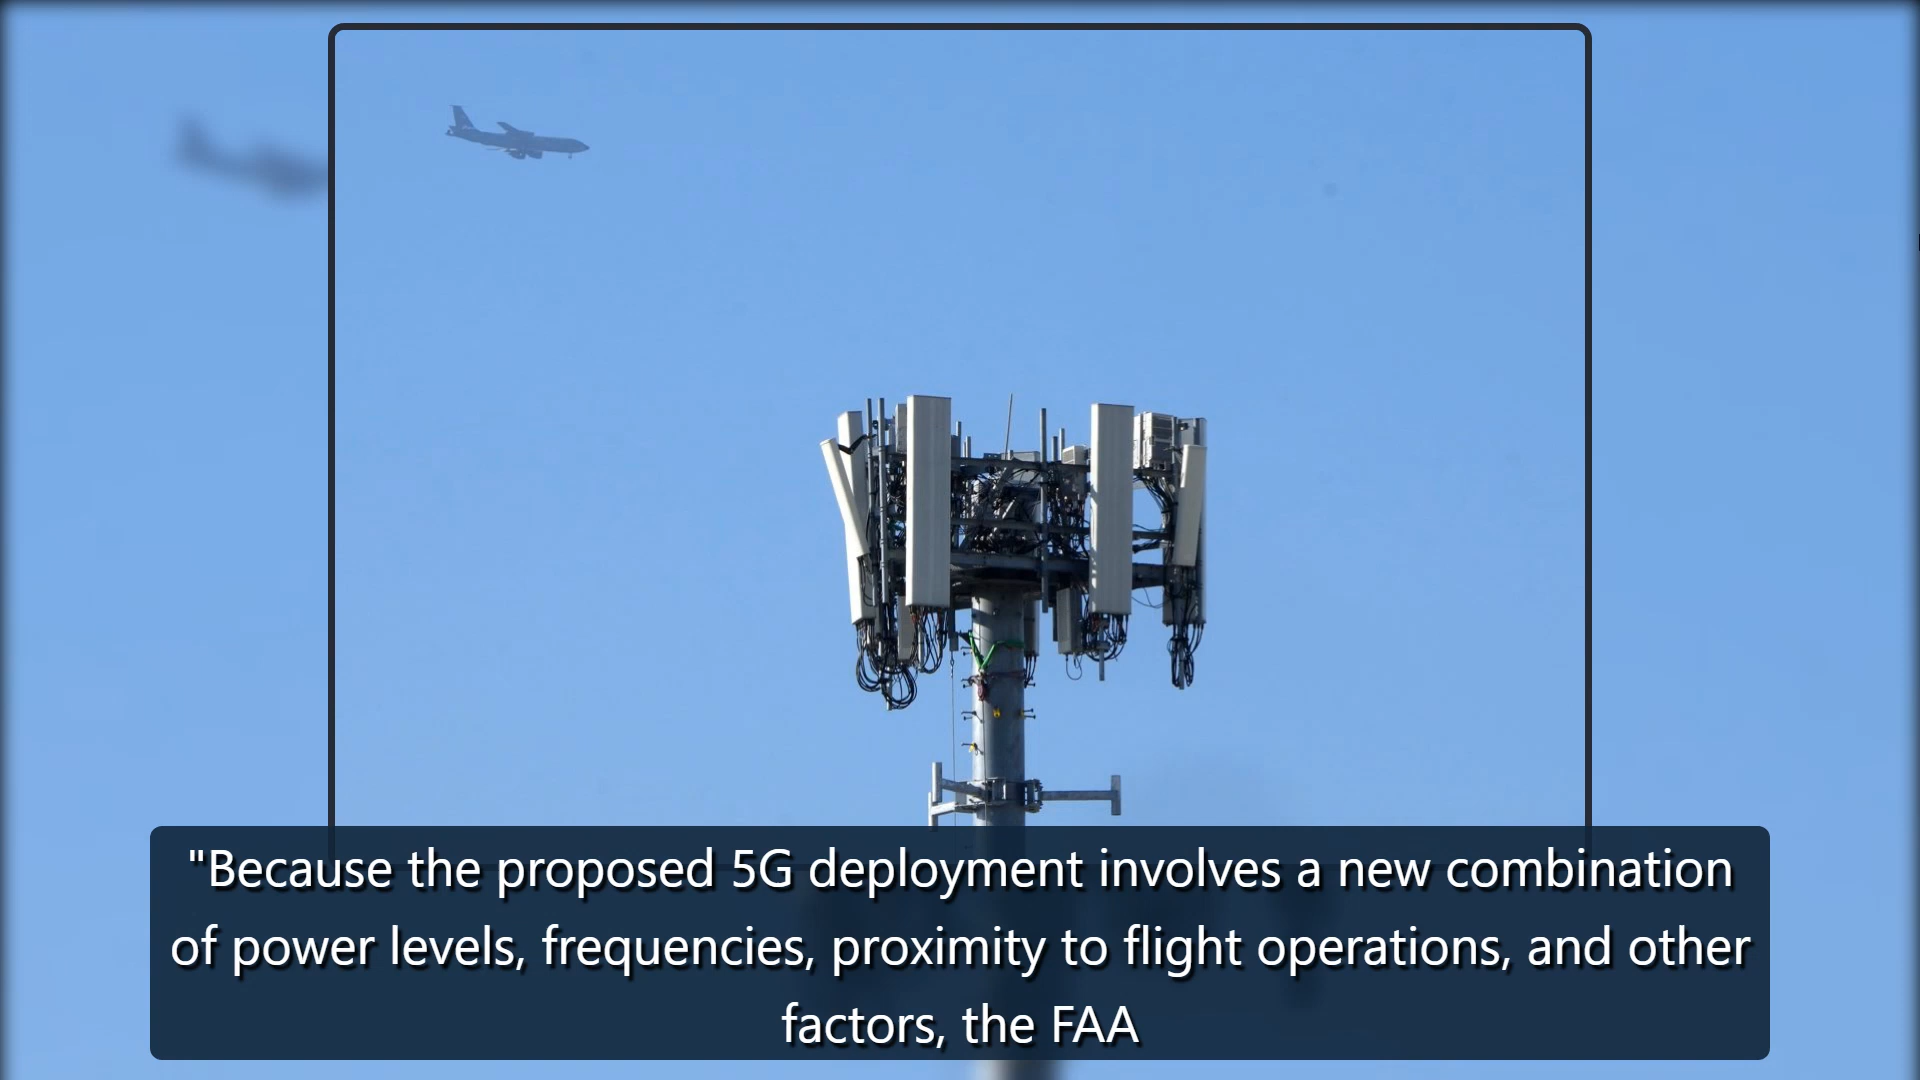 "Because the proposed 5G deployment involves a new combination
of power levels, frequencies, proximity to flight operations, and other
factors, the FAA